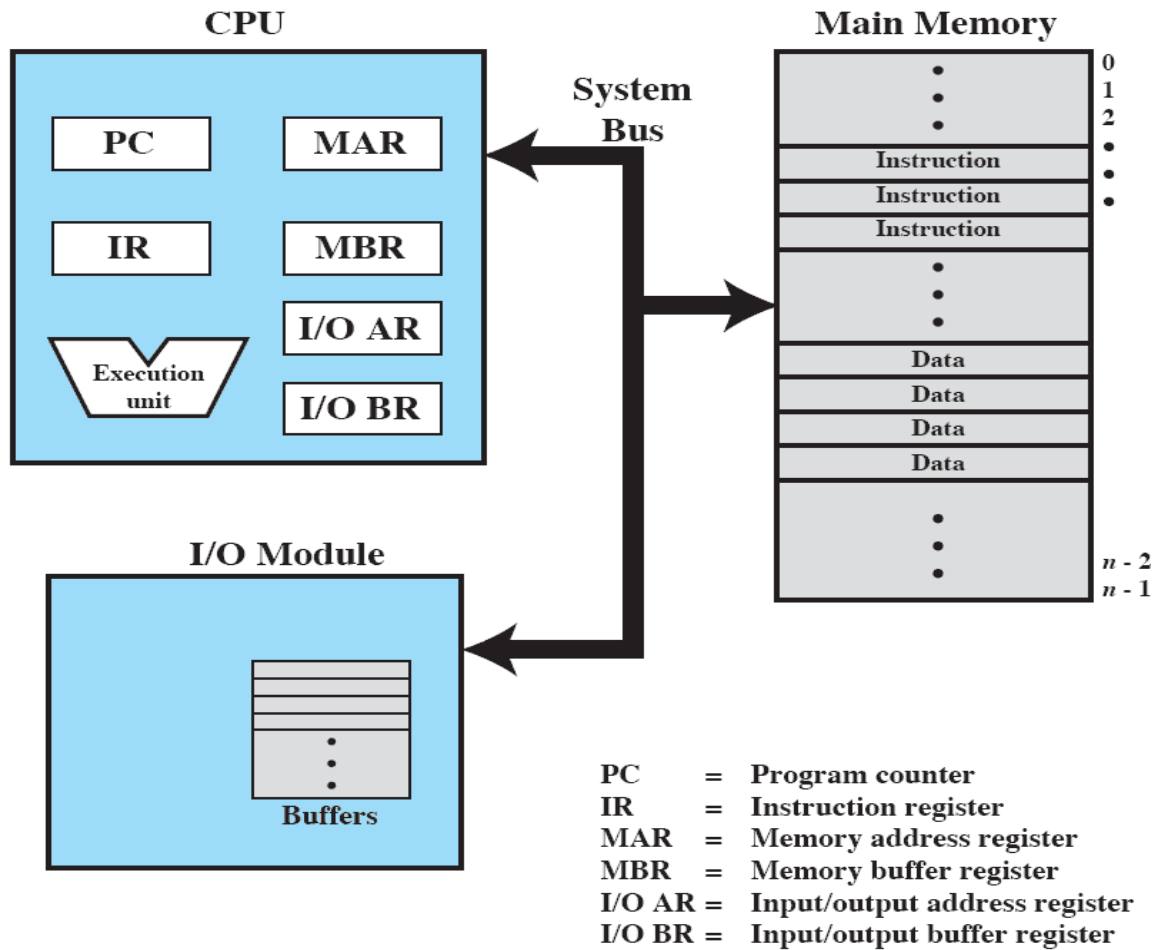 CPU
PC
MAR
IR
MBR
I/O AR
I/O BR
Execution
unit
System
Bus
Main Memory
0
1
2
Instruction
Instruction
Instruction
Data
Data
Data
Data
n - 2
n - 1
I/O Module
Buffers
PC = Program counter
IR = Instruction register
MAR = Memory address register
MBR = Memory buffer register
I/O AR = Input/output address register
I/O BR = Input/output buffer register